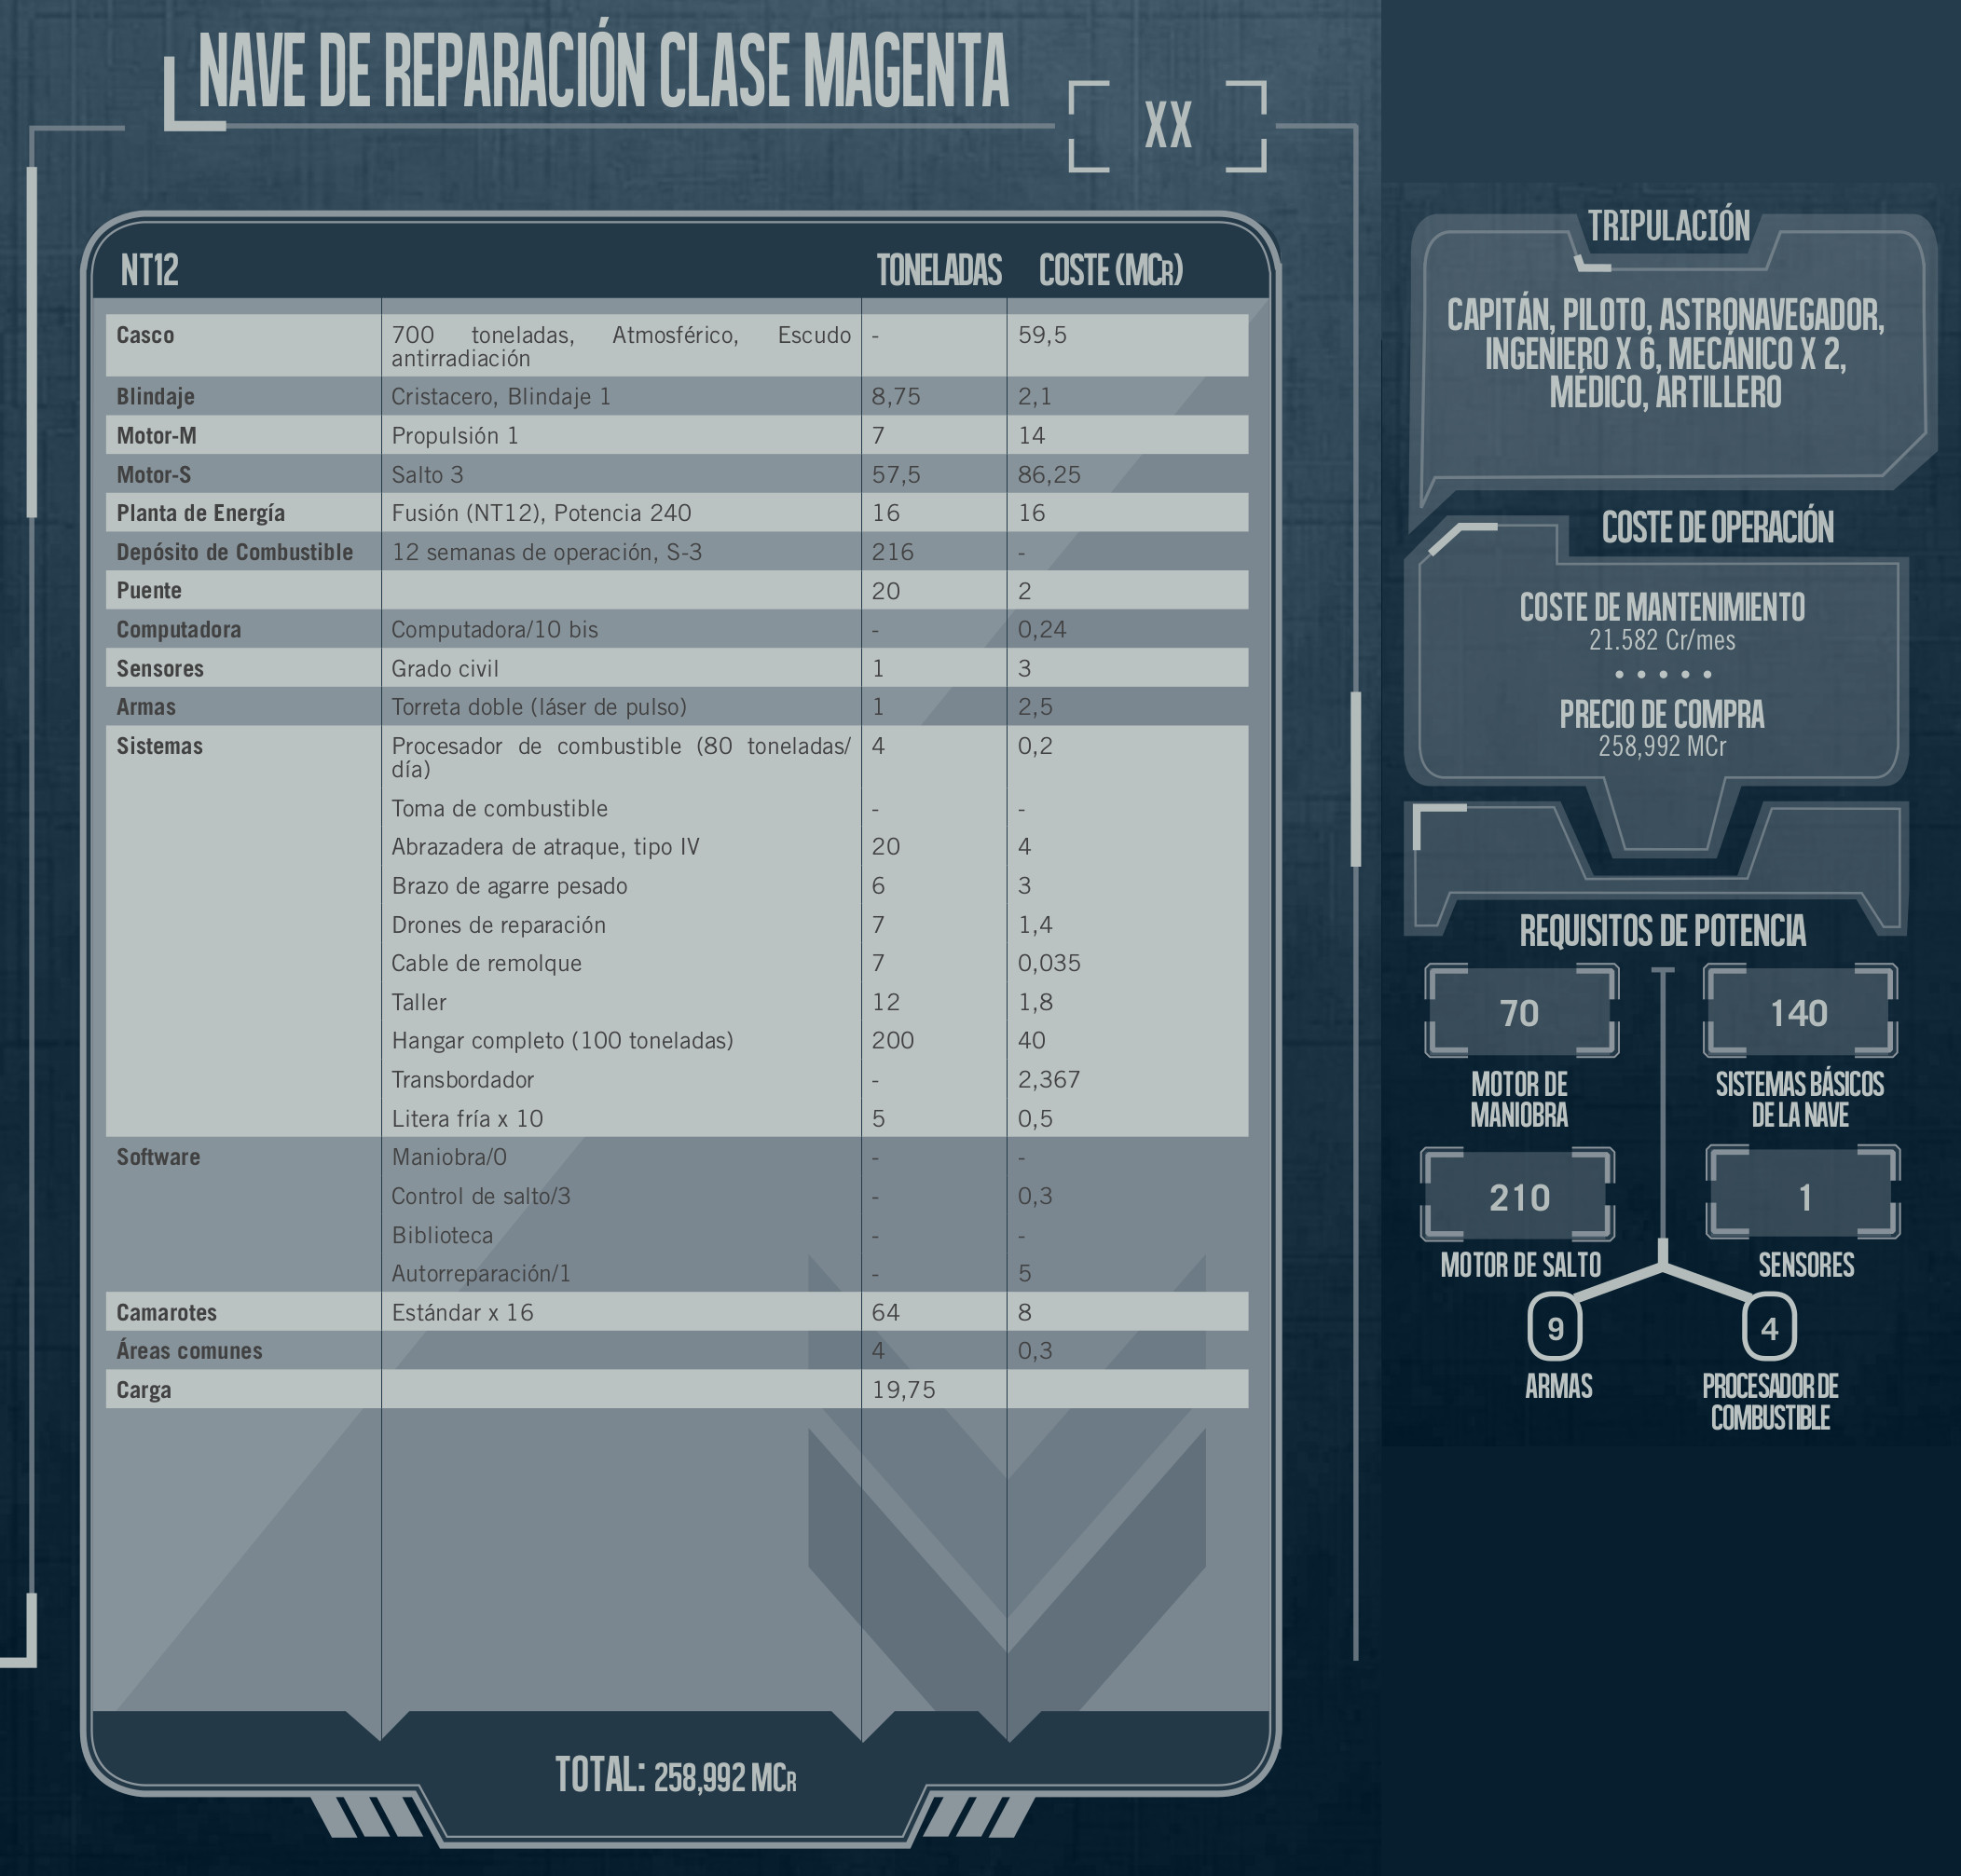 NAVE DE REPARACIÓN CLASE MAGENTA
XX
NT12 TONELADAS COSTE (MCR)
Casco 700 toneladas, Atmosférico, Escudo - 59,5
antirradiación
Blindaje Cristacero, Blindaje 1 8,75 2,1
Motor-M Propulsión 1 7 14
Motor-S Salto 3 57,5 86,25
Planta de Energía Fusión (NT12), Potencia 240 16 16
Depósito de Combustible 12 semanas de operación, S-3 216 -
Puente 20 2
Computadora Computadora/10 bis - 0,24
Sensores Grado civil 1 3
Armas Torreta doble (láser de pulso) 1 2,5
Sistemas Procesador de combustible (80 toneladas/ 4 0,2
día)
Toma de combustible - -
Abrazadera de atraque, tipo IV 20 4
Brazo de agarre pesado 6 3
Drones de reparación 7 1,4
Cable de remolque 7 0,035
Taller 12 1,8
Hangar completo (100 toneladas) 200 40
Transbordador - 2,367
Litera fría x 10 5 0,5
Software Maniobra/0 - -
Control de salto/3 - 0,3
Biblioteca - -
Autorreparación/1 - 5
Camarotes Estándar x 16 64 8
Áreas comunes 4 0,3
Carga 19,75
TOTAL: 258,992 MCR
TRIPULACIÓN
CAPITÁN, PILOTO, ASTRONAVEGADOR,
INGENIERO X 6, MECÁNICO X 2,
MÉDICO, ARTILLERO
COSTE DE OPERACIÓN
COSTE DE MANTENIMIENTO
21.582 Cr/mes
• • • • •
PRECIO DE COMPRA
258,992 MCr
REQUISITOS DE POTENCIA
70 140
MOTOR DE SISTEMAS BÁSICOS
MANIOBRA DE LA NAVE
210 1
MOTOR DE SALTO SENSORES
9 4
ARMAS PROCESADOR DE
COMBUSTIBLE